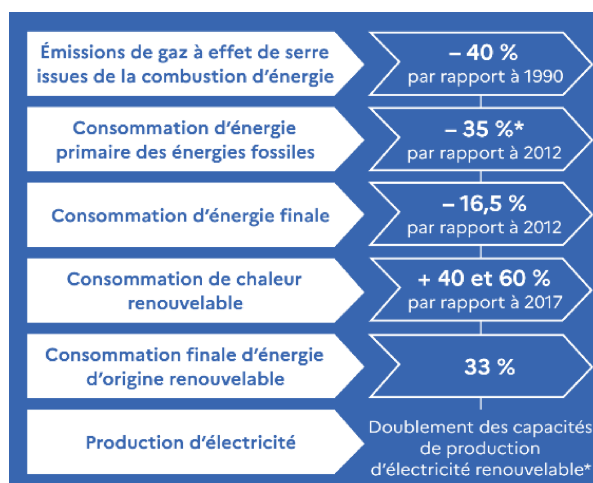 Émissions de gaz à effet de serre
issues de la combustion d'énergie
– 40 %
par rapport à 1990
Consommation d'énergie
primaire des énergies fossiles
– 35 %*
par rapport à 2012
Consommation d'énergie finale
– 16,5 %
par rapport à 2012
Consommation de chaleur
renouvelable
+ 40 et 60 %
par rapport à 2017
Consommation finale d'énergie
d'origine renouvelable
33 %
Production d'électricité
Doublement des capacités
de production
d'électricité renouvelable*